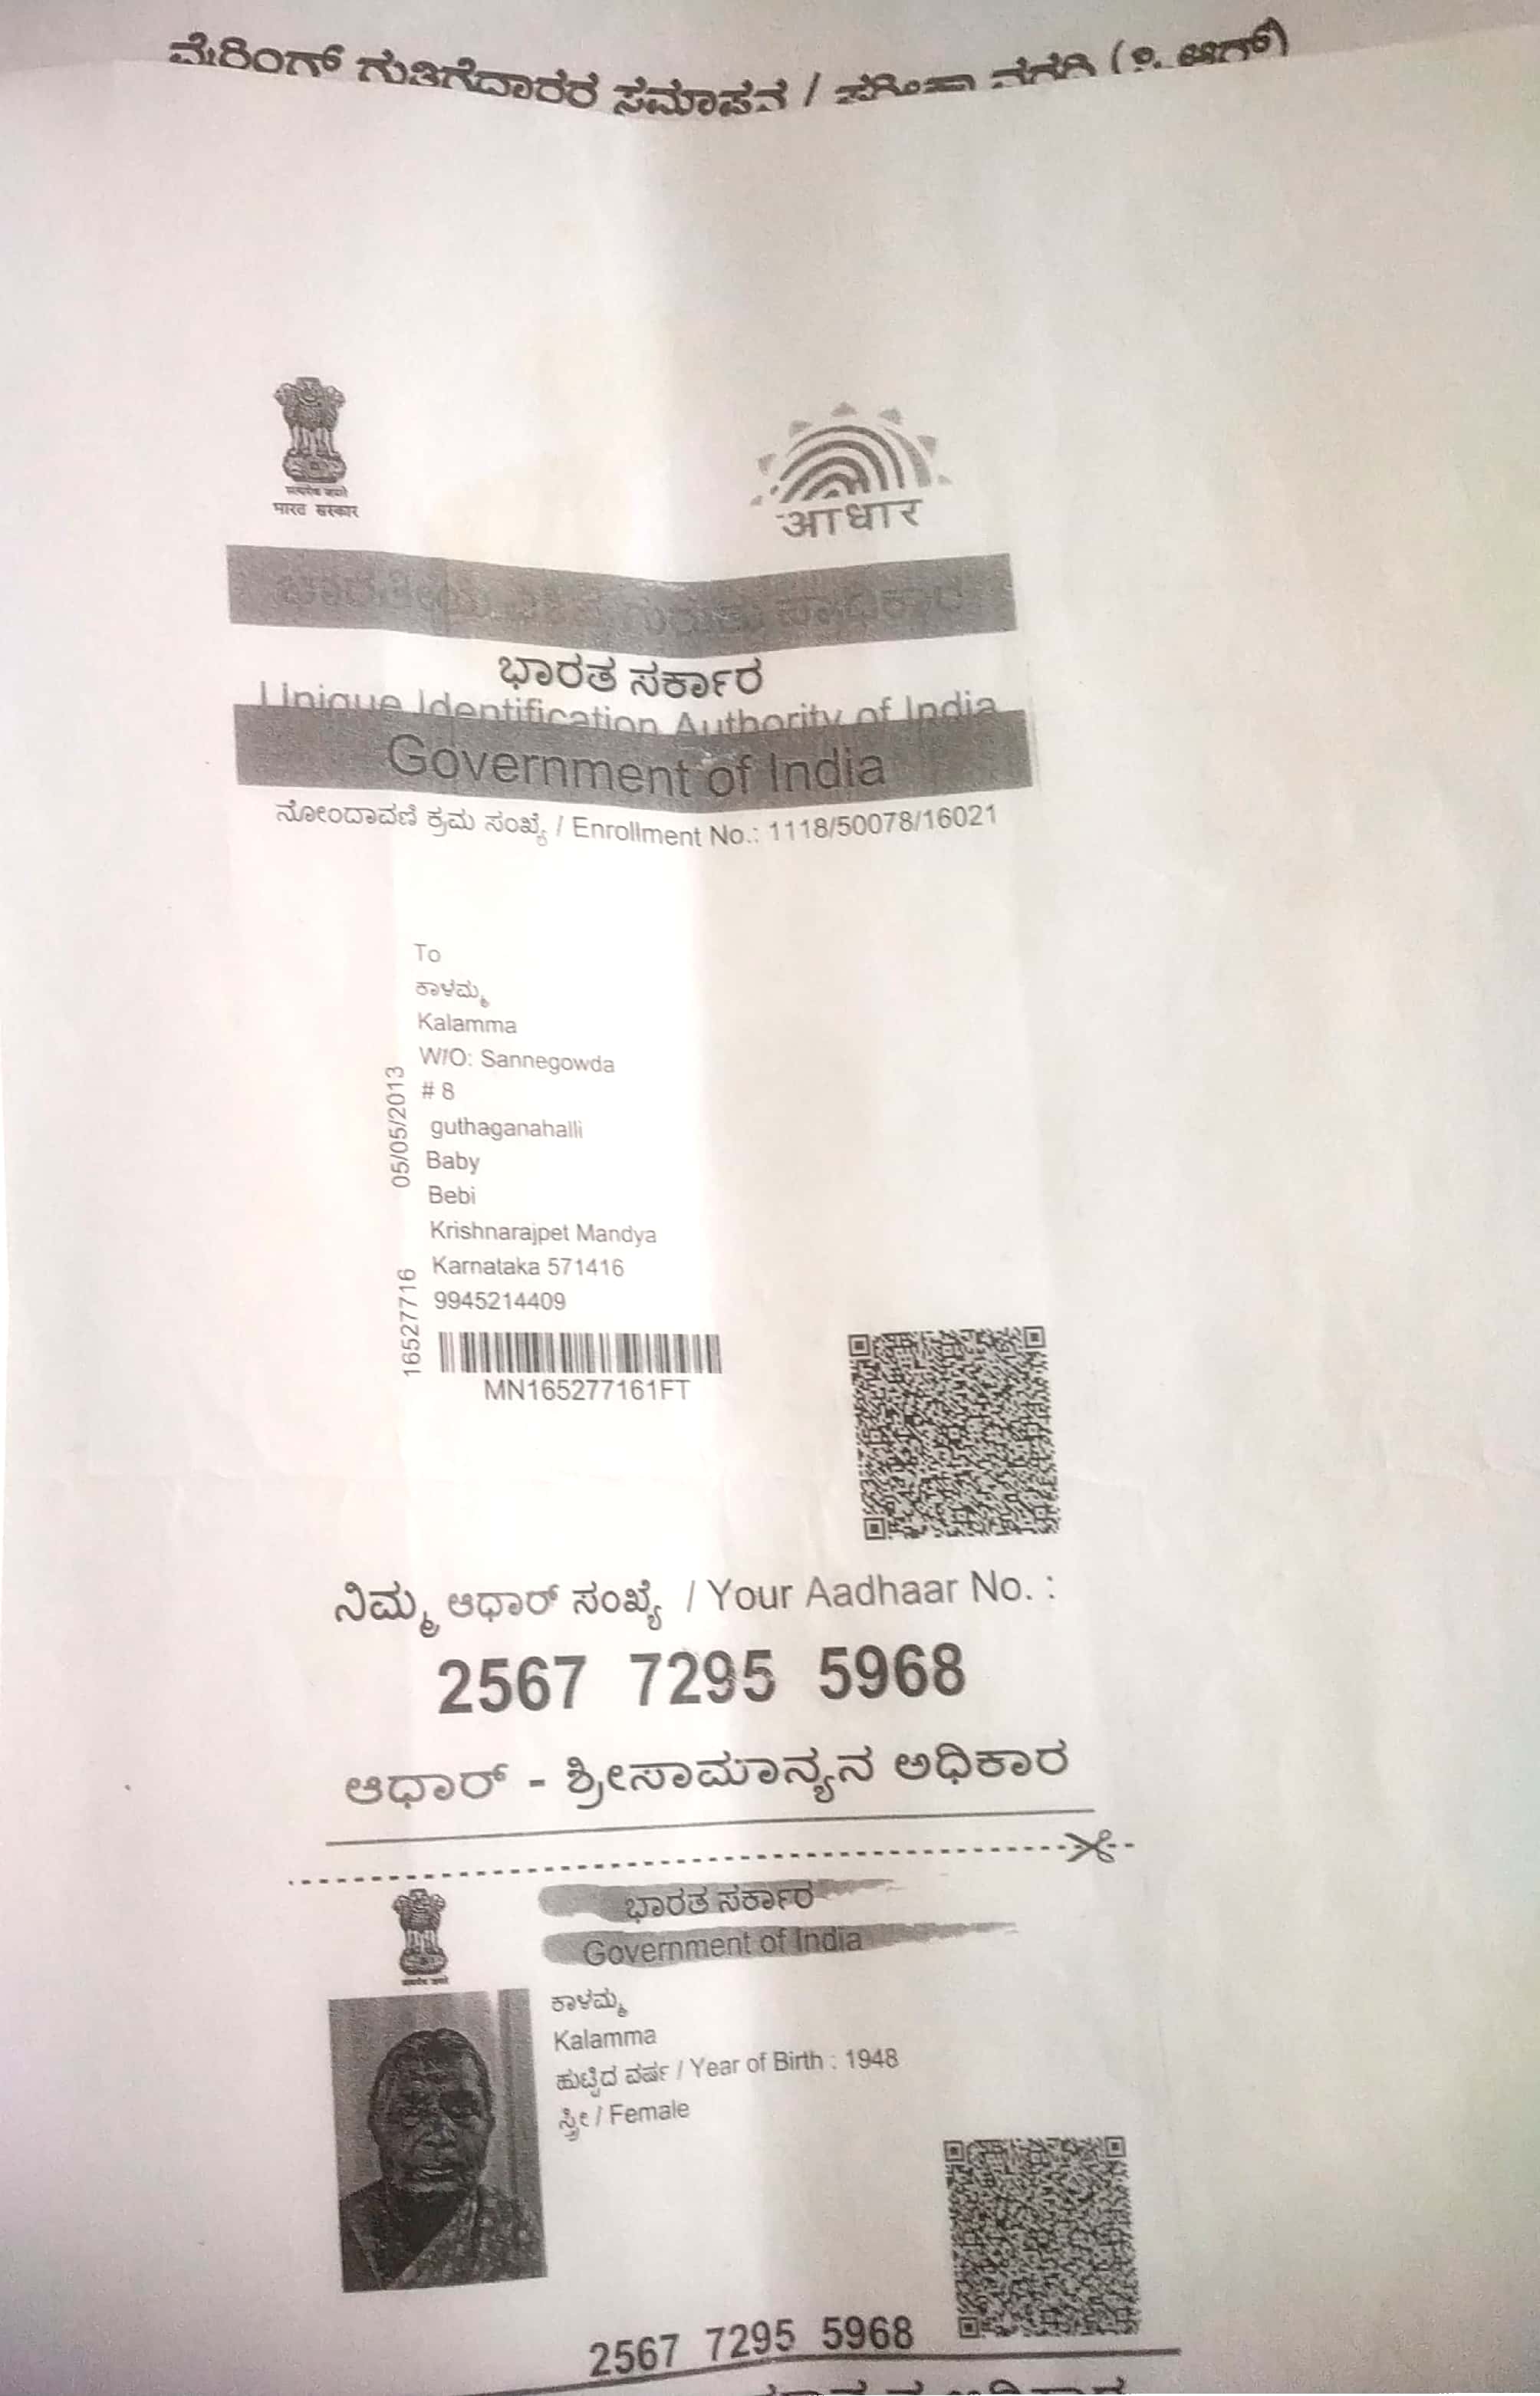 ಮೇರಿಂಗ್ ಗುತಿಗೆದಾರರ ಸಮಾಪನ /
भारत सरकार
आधार
ಭಾರತೀಯ ವಿಶಿಷ್ಟ ಗುರುತು ಪ್ರಾಧಿಕಾರ
ಭಾರತ ಸರ್ಕಾರ
Unique Identification Authority of India
Government of India
ನೋಂದಾವಣಿ ಕ್ರಮ ಸಂಖ್ಯೆ / Enrollment No.: 1118/50078/16021
To
ಕಾಳಮ್ಮ
Kalamma
W/O: Sannegowda
# 8
guthaganahalli
Baby
Bebi
Krishnarajpet Mandya
Karnataka 571416
9945214409
05/05/2013
16527716
MN165277161FT
ನಿಮ್ಮ ಆಧಾರ್ ಸಂಖ್ಯೆ / Your Aadhaar No. :
2567 7295 5968
ಆಧಾರ್ - ಶ್ರೀಸಾಮಾನ್ಯನ ಅಧಿಕಾರ
ಭಾರತ ಸರ್ಕಾರ
Government of India
ಕಾಳಮ್ಮ
Kalamma
ಹುಟ್ಟಿದ ವರ್ಷ / Year of Birth : 1948
ಸ್ತ್ರೀ / Female
2567 7295 5968